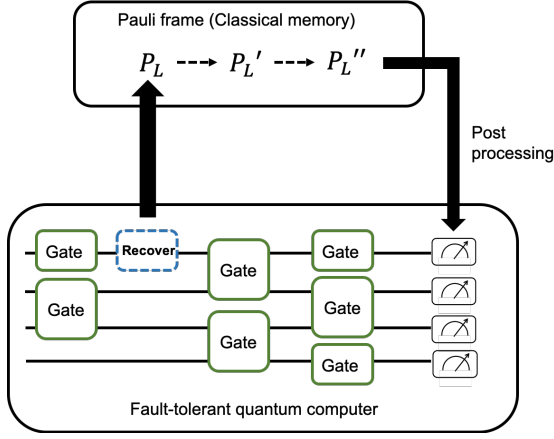 Pauli frame (Classical memory)
P_L P_L' P_L''
Post
processing
Gate Recover Gate
Gate Gate Gate
Gate Gate
Fault-tolerant quantum computer